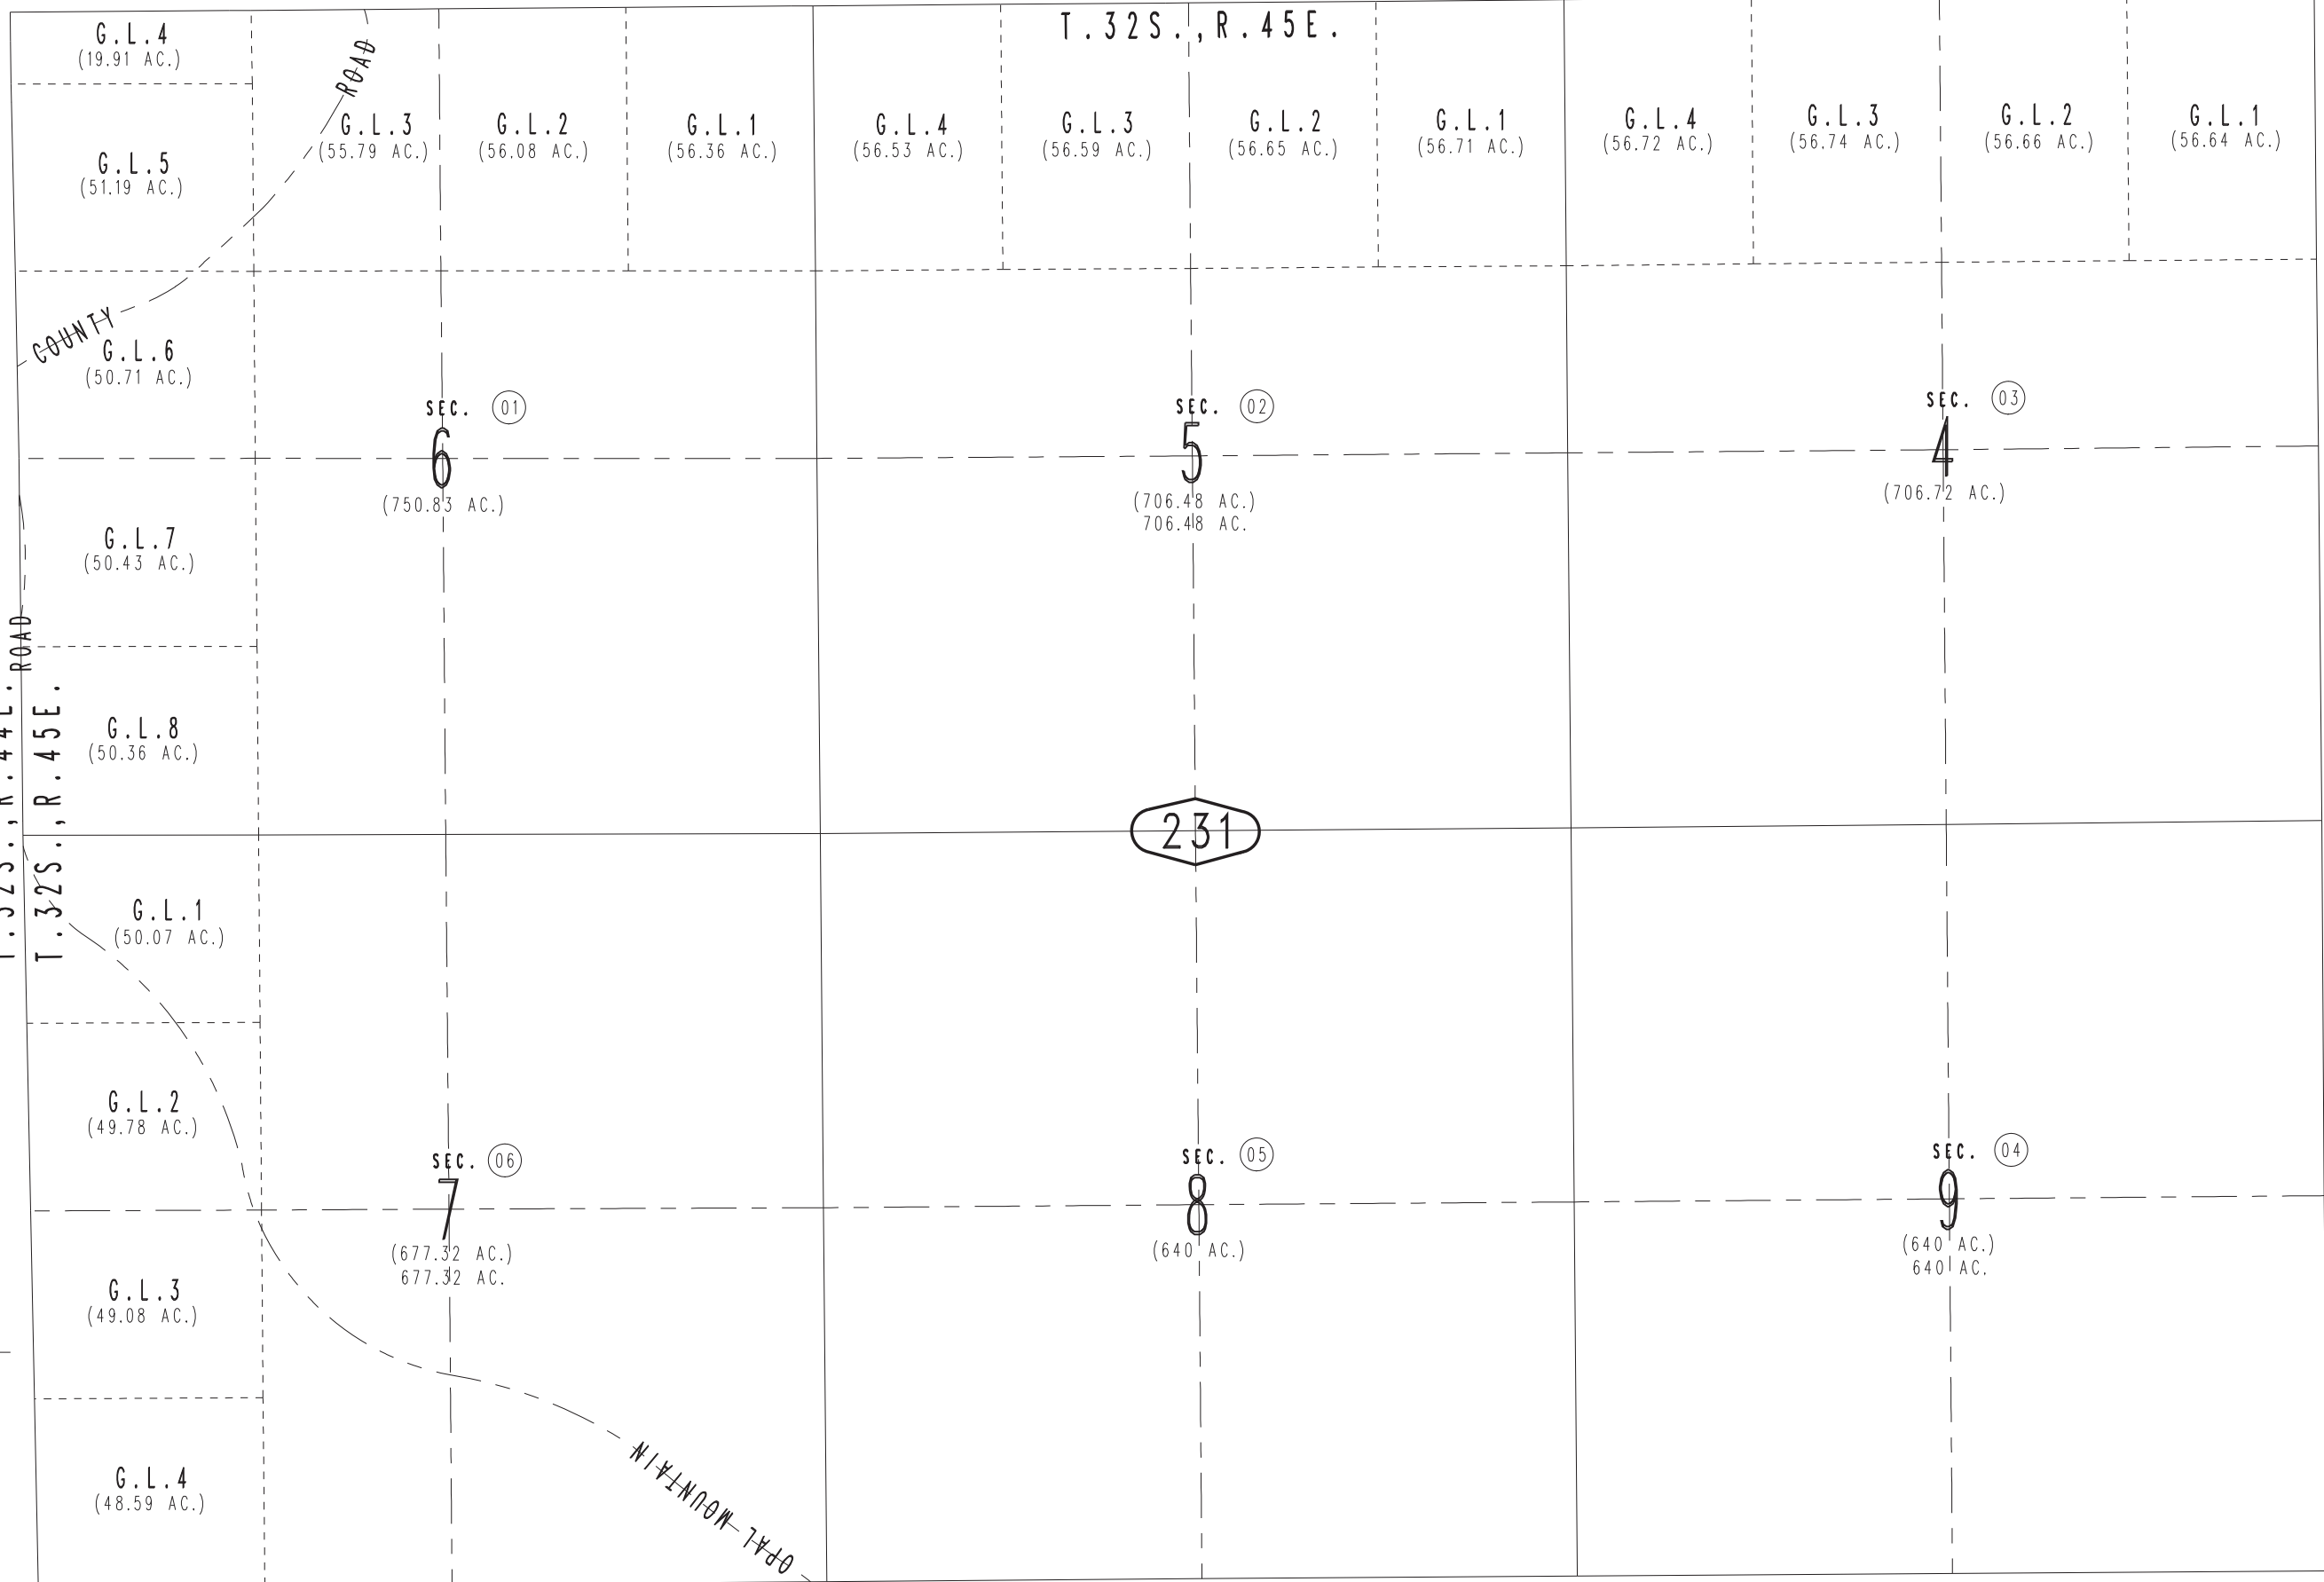 T.32S.,R.45E.
G.L.4
(19.91 AC.)
ROAD
G.L.5
(51.19 AC.)
G.L.3
(55.79 AC.)
G.L.2
(56.08 AC.)
G.L.1
(56.36 AC.)
G.L.4
(56.53 AC.)
G.L.3
(56.59 AC.)
G.L.2
(56.65 AC.)
G.L.1
(56.71 AC.)
G.L.4
(56.72 AC.)
G.L.3
(56.74 AC.)
G.L.2
(56.66 AC.)
G.L.1
(56.64 AC.)
COUNTY
G.L.6
(50.71 AC.)
SEC. 01
6
(750.83 AC.)
SEC. 02
5
(706.48 AC.)
706.48 AC.
SEC. 03
4
(706.72 AC.)
G.L.7
(50.43 AC.)
ROAD
G.L.8
(50.36 AC.)
T.32S.,R.44E.
T.32S.,R.45E.
231
G.L.1
(50.07 AC.)
G.L.2
(49.78 AC.)
SEC. 06
7
(677.32 AC.)
677.32 AC.
SEC. 05
8
(640 AC.)
SEC. 04
9
(640 AC.)
640 AC.
G.L.3
(49.08 AC.)
G.L.4
(48.59 AC.)
OPAL MOUNTAIN